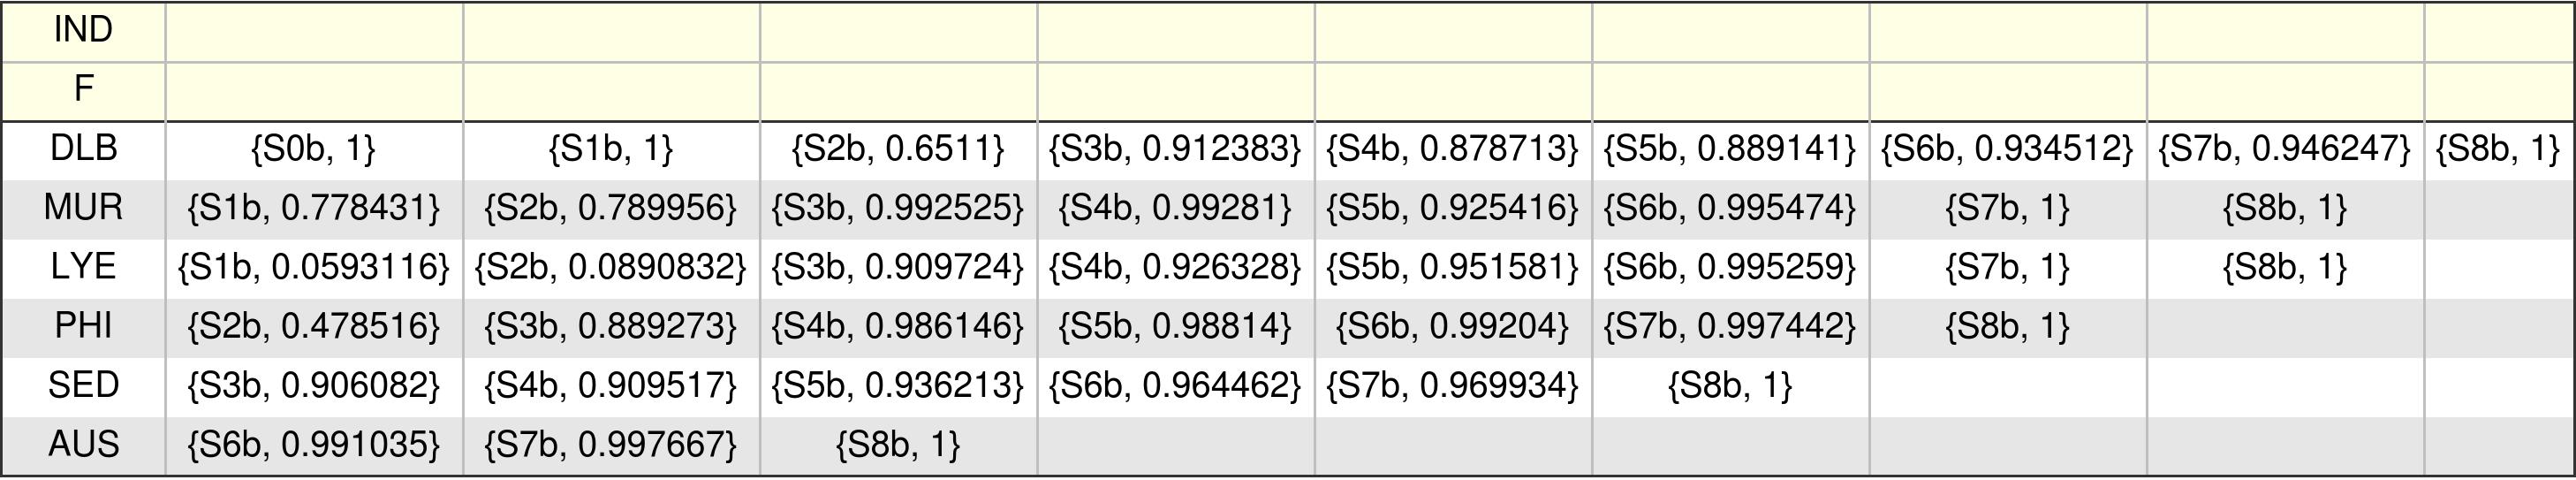 IND
F
DLB {S0b, 1} {S1b, 1} {S2b, 0.6511} {S3b, 0.912383} {S4b, 0.878713} {S5b, 0.889141} {S6b, 0.934512} {S7b, 0.946247} {S8b, 1}
MUR {S1b, 0.778431} {S2b, 0.789956} {S3b, 0.992525} {S4b, 0.99281} {S5b, 0.925416} {S6b, 0.995474} {S7b, 1} {S8b, 1}
LYE {S1b, 0.0593116} {S2b, 0.0890832} {S3b, 0.909724} {S4b, 0.926328} {S5b, 0.951581} {S6b, 0.995259} {S7b, 1} {S8b, 1}
PHI {S2b, 0.478516} {S3b, 0.889273} {S4b, 0.986146} {S5b, 0.98814} {S6b, 0.99204} {S7b, 0.997442} {S8b, 1}
SED {S3b, 0.906082} {S4b, 0.909517} {S5b, 0.936213} {S6b, 0.964462} {S7b, 0.969934} {S8b, 1}
AUS {S6b, 0.991035} {S7b, 0.997667} {S8b, 1}